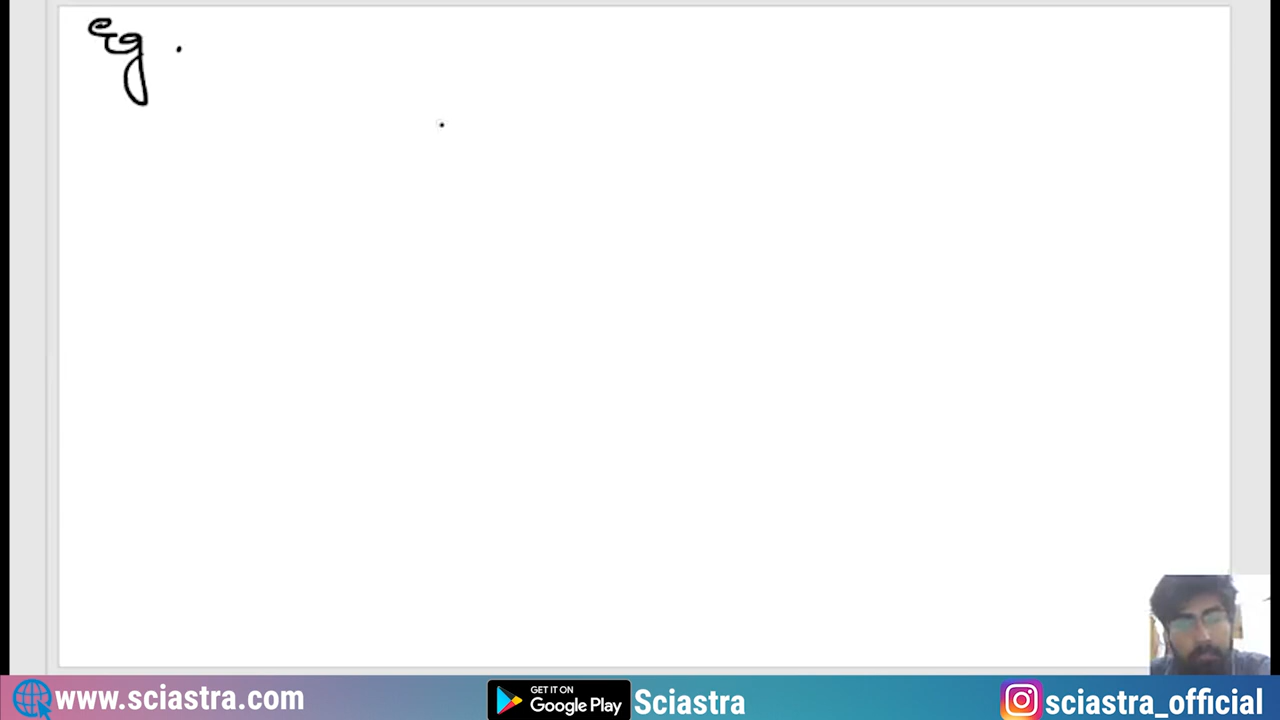 Eg .
www.sciastra.com
GET IT ON
Google Play
Sciastra
sciastra_official